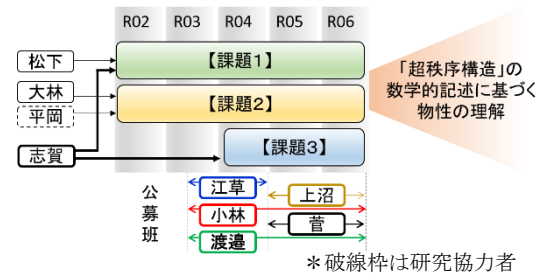 R02 R03 R04 R05 R06
松下
【課題1】
大林
平岡
【課題2】
志賀
【課題3】
「超秩序構造」の
数学的記述に基づく
物性の理解
公募班
江草
上沼
小林
菅
渡邉
＊破線枠は研究協力者